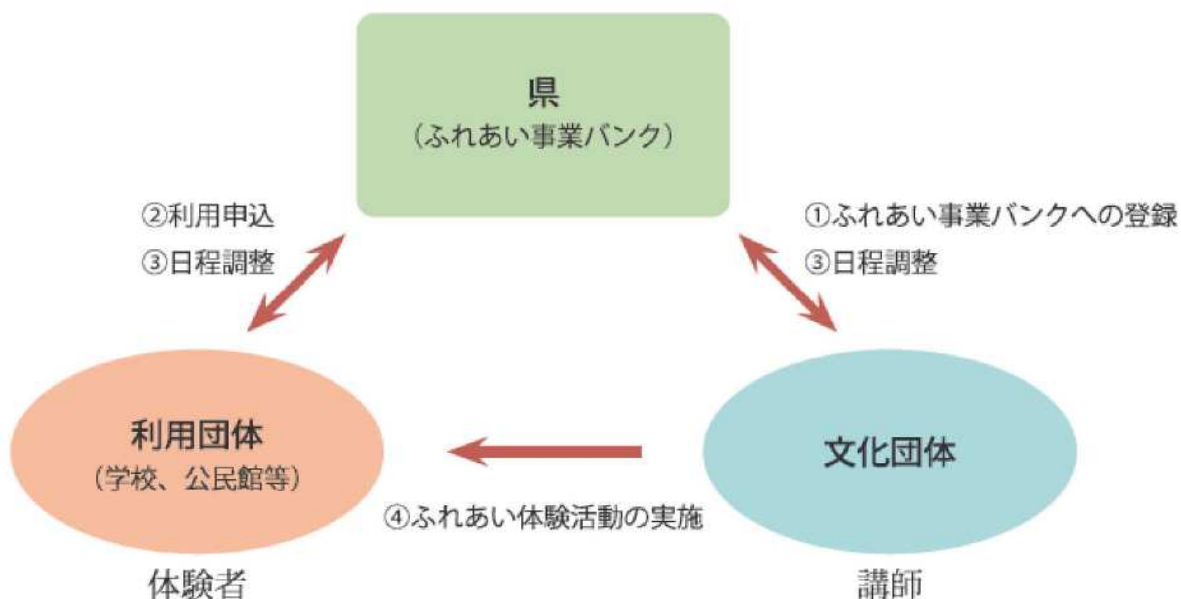 県
（ふれあい事業バンク）
②利用申込
③日程調整
①ふれあい事業バンクへの登録
③日程調整
利用団体
（学校、公民館等）
文化団体
④ふれあい体験活動の実施
体験者
講師